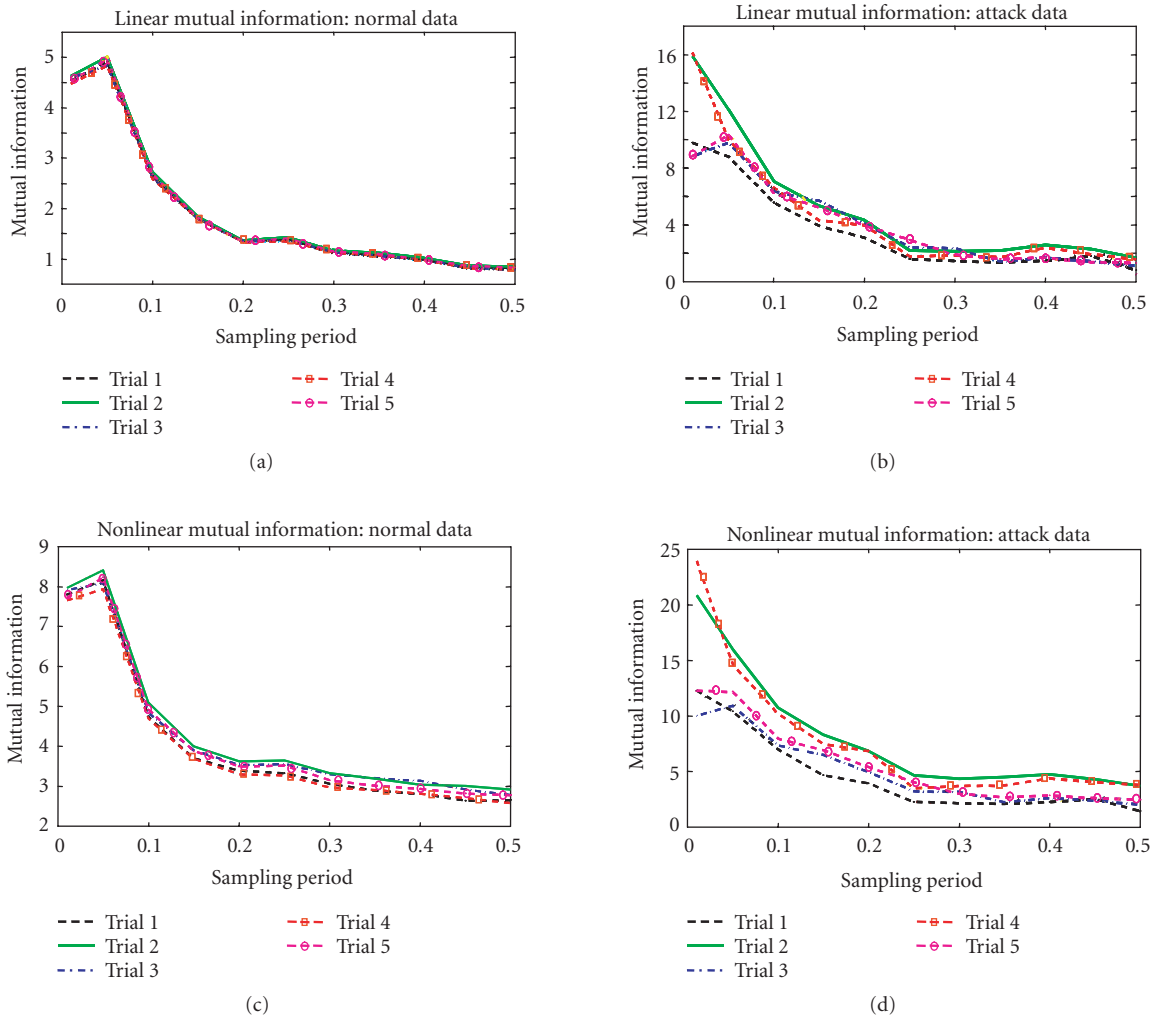 Linear mutual information: normal data
Mutual information
5
4
3
2
1
0 0.1 0.2 0.3 0.4 0.5
Sampling period
Trial 1
Trial 2
Trial 3
Trial 4
Trial 5
(a)
Linear mutual information: attack data
Mutual information
16
12
8
4
0
0 0.1 0.2 0.3 0.4 0.5
Sampling period
Trial 1
Trial 2
Trial 3
Trial 4
Trial 5
(b)
Nonlinear mutual information: normal data
Mutual information
9
8
7
6
5
4
3
2
0 0.1 0.2 0.3 0.4 0.5
Sampling period
Trial 1
Trial 2
Trial 3
Trial 4
Trial 5
(c)
Nonlinear mutual information: attack data
Mutual information
25
20
15
10
5
0
0 0.1 0.2 0.3 0.4 0.5
Sampling period
Trial 1
Trial 2
Trial 3
Trial 4
Trial 5
(d)